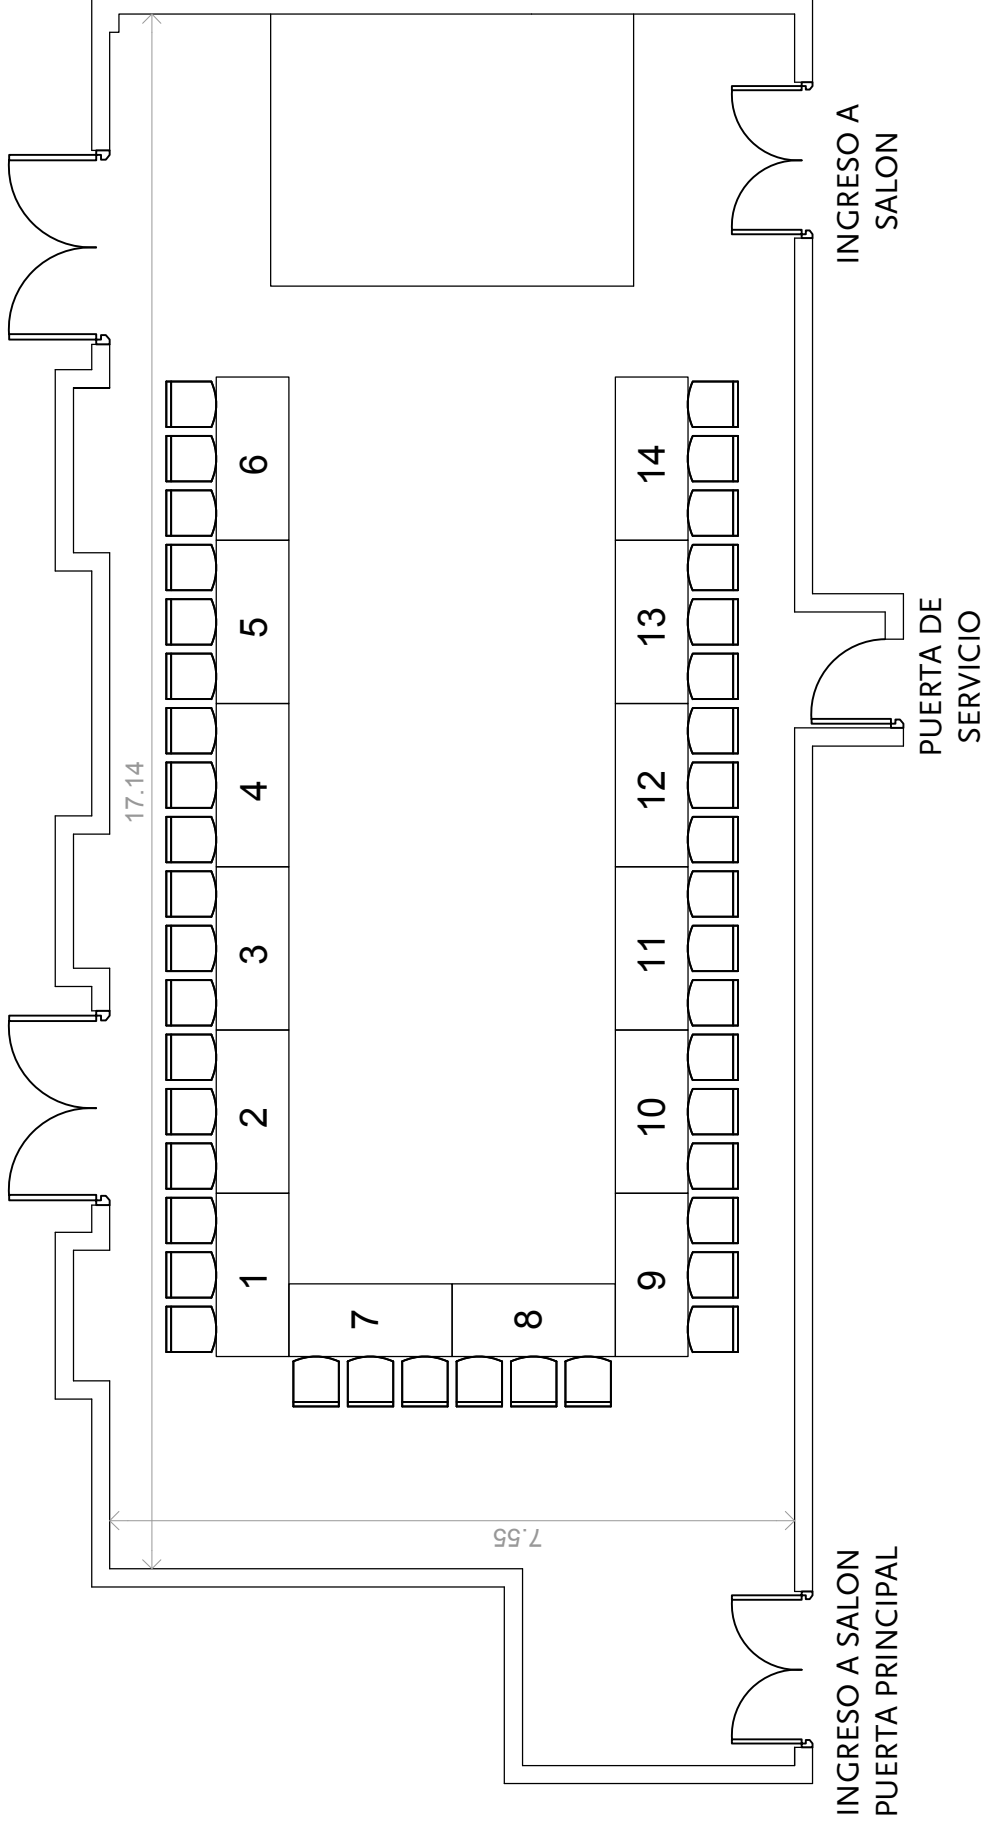 17.14
6
5
4
3
2
1
7
8
14
13
12
11
10
9
7.55
INGRESO A
SALON
PUERTA DE
SERVICIO
INGRESO A SALON
PUERTA PRINCIPAL